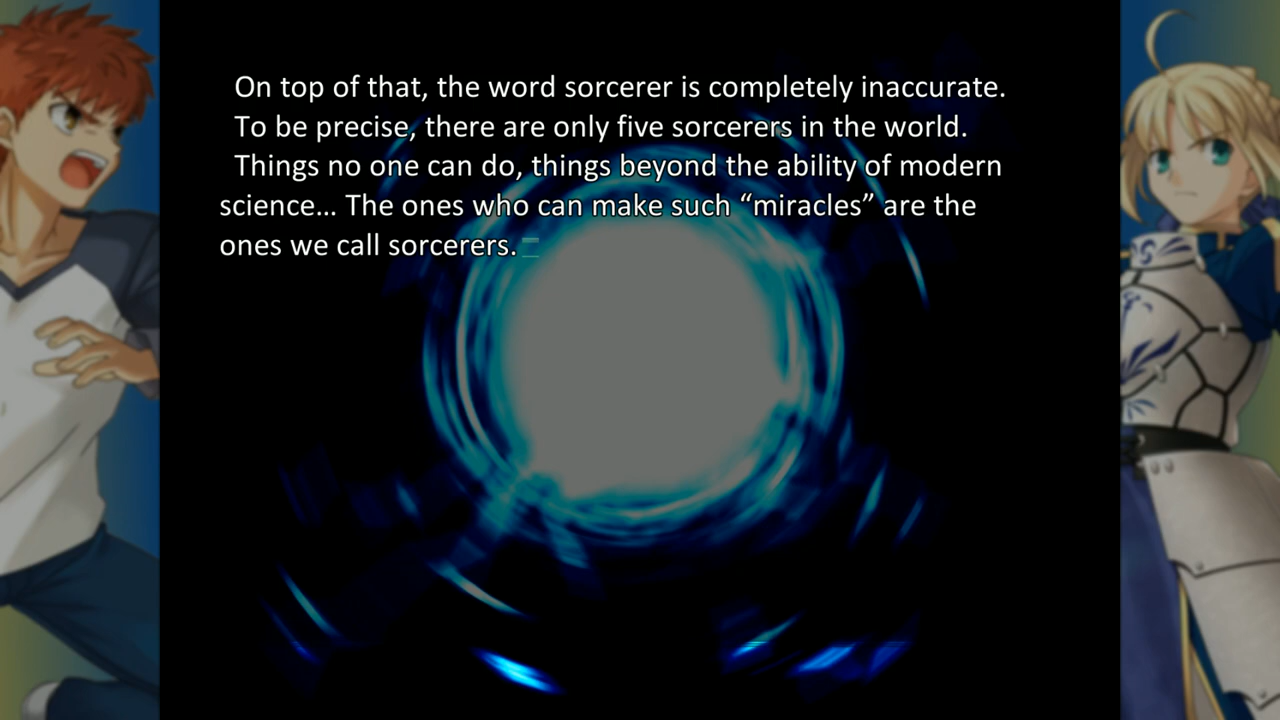 On top of that, the word sorcerer is completely inaccurate.
To be precise, there are only five sorcerers in the world.
Things no one can do, things beyond the ability of modern
science... The ones who can make such “miracles” are the
ones we call sorcerers.